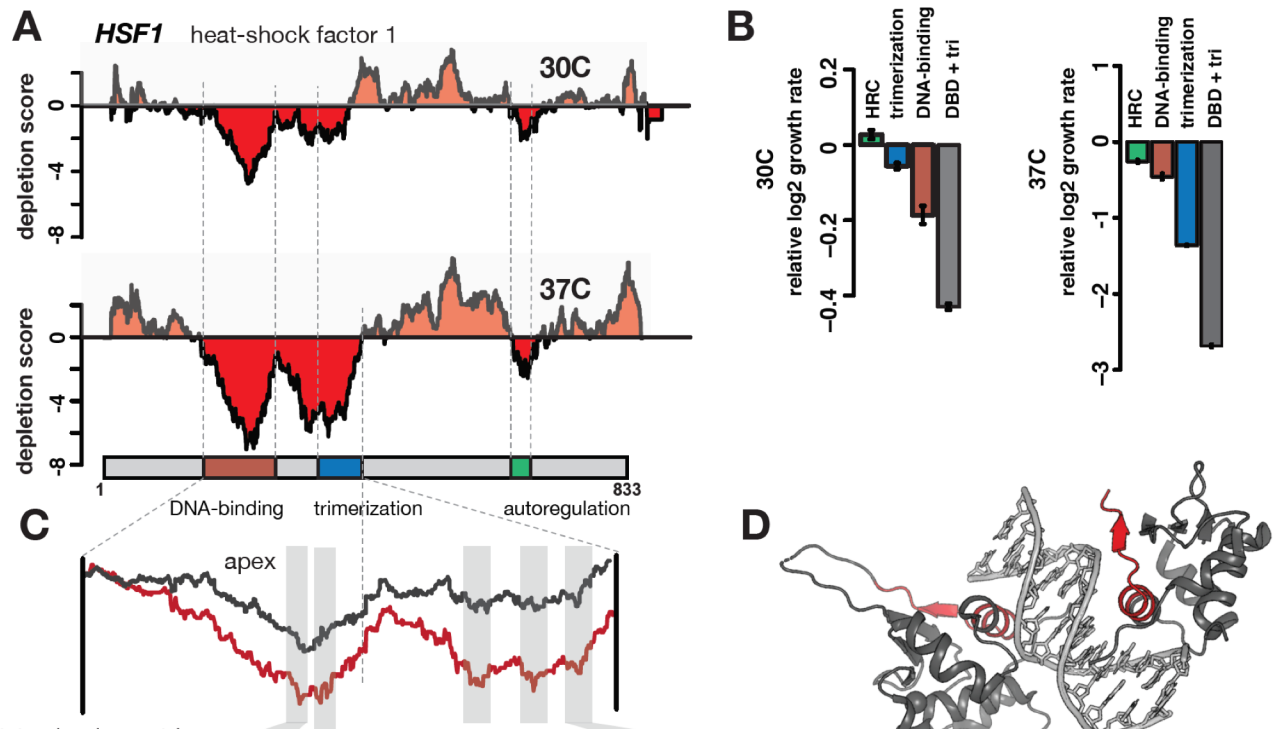 A
HSF1 heat-shock factor 1
30C
depletion score
0
-4
-8
37C
depletion score
0
-4
-8
1
833
DNA-binding trimerization autoregulation
B
30C
relative log2 growth rate
0.2
0
−0.2
−0.4
HRC
trimerization
DNA-binding
DBD + tri
37C
relative log2 growth rate
1
0
-1
-2
-3
HRC
DNA-binding
trimerization
DBD + tri
C
apex
D